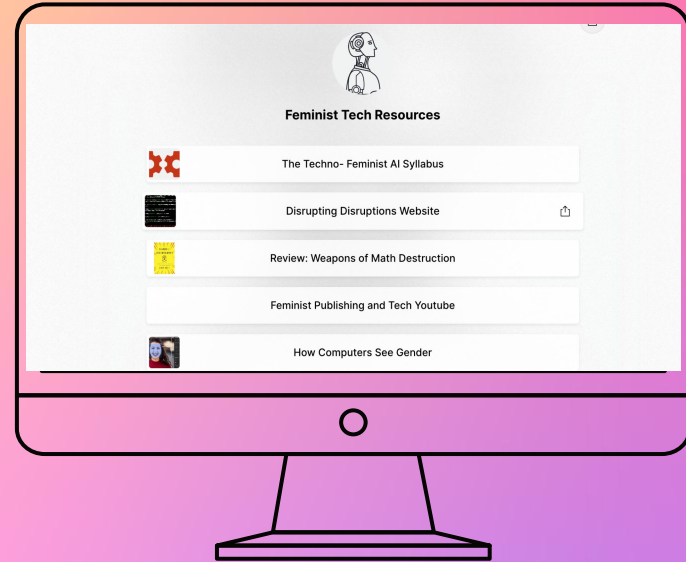 Feminist Tech Resources
The Techno- Feminist AI Syllabus
Disrupting Disruptions Website
Review: Weapons of Math Destruction
Feminist Publishing and Tech Youtube
How Computers See Gender